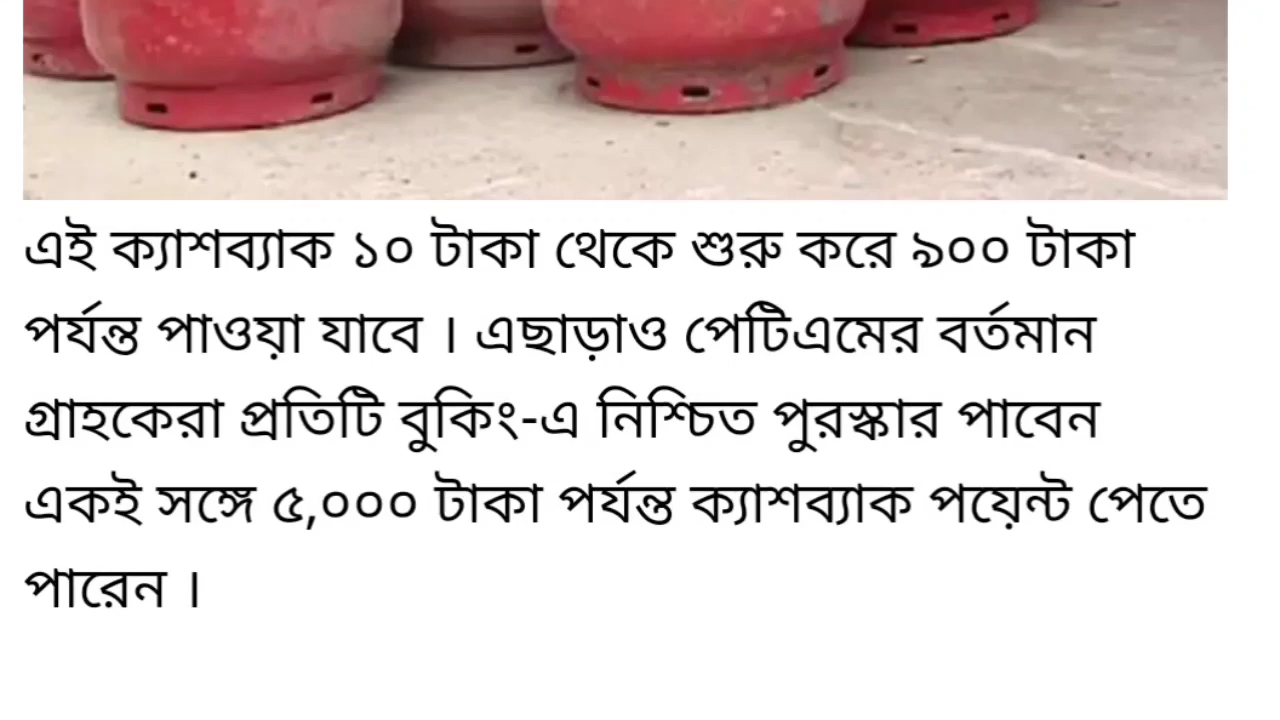 এই ক্যাশব্যাক ১০ টাকা থেকে শুরু করে ৯০০ টাকা
পর্যন্ত পাওয়া যাবে । এছাড়াও পেটিএমের বর্তমান
গ্রাহকেরা প্রতিটি বুকিং-এ নিশ্চিত পুরস্কার পাবেন
একই সঙ্গে ৫,০০০ টাকা পর্যন্ত ক্যাশব্যাক পয়েন্ট পেতে
পারেন ।